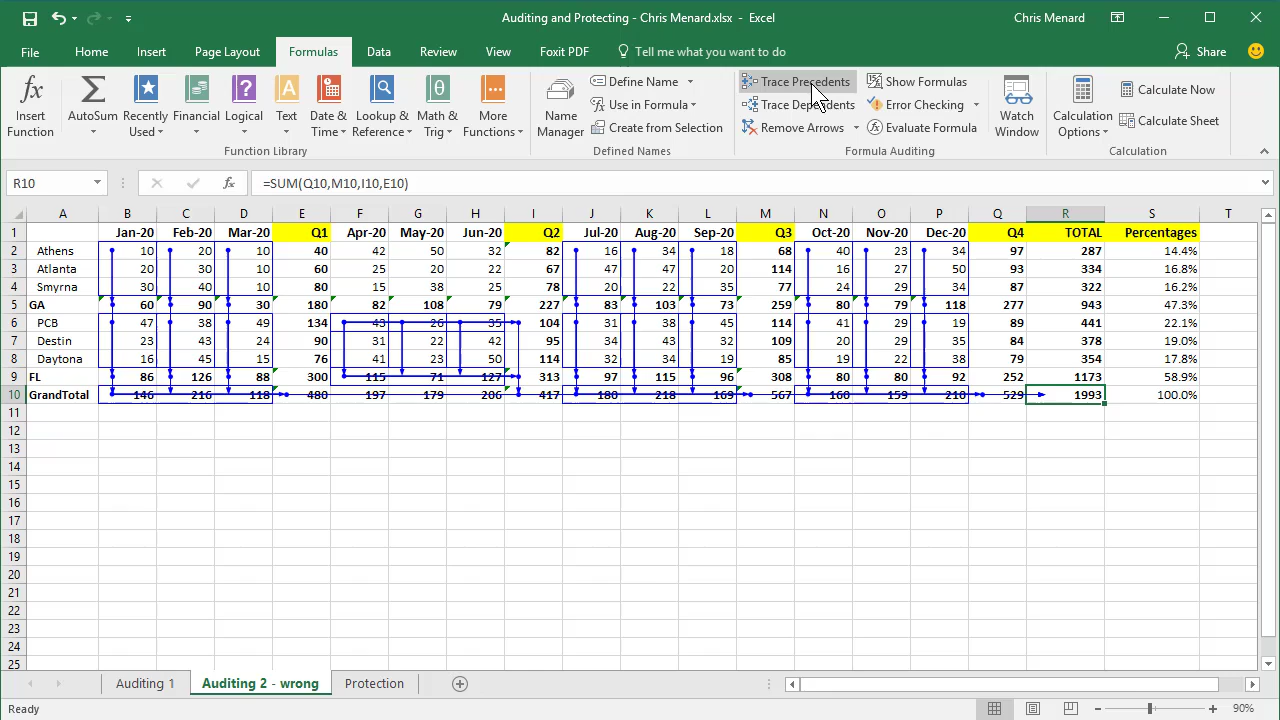 Auditing and Protecting - Chris Menard.xlsx - Excel
Chris Menard
File Home Insert Page Layout Formulas Data Review View Foxit PDF Tell me what you want to do Share
Insert Function
AutoSum
Recently Used
Financial
Logical
Text
Date & Time
Lookup & Reference
Math & Trig
More Functions
Function Library
Name Manager
Define Name
Use in Formula
Create from Selection
Defined Names
Trace Precedents
Trace Dependents
Remove Arrows
Show Formulas
Error Checking
Evaluate Formula
Formula Auditing
Watch Window
Calculation Options
Calculate Now
Calculate Sheet
Calculation
R10 fx =SUM(Q10,M10,I10,E10)
A B C D E F G H I J K L M N O P Q R S T
1 Jan-20 Feb-20 Mar-20 Q1 Apr-20 May-20 Jun-20 Q2 Jul-20 Aug-20 Sep-20 Q3 Oct-20 Nov-20 Dec-20 Q4 TOTAL Percentages
2 Athens 10 20 10 40 42 50 32 82 16 34 18 68 40 23 34 97 287 14.4%
3 Atlanta 20 30 10 60 25 20 22 67 47 47 20 114 16 27 50 93 334 16.8%
4 Smyrna 30 40 10 80 15 38 25 78 20 22 35 77 24 29 34 87 322 16.2%
5 GA 60 90 30 180 82 108 79 227 83 103 73 259 80 79 118 277 943 47.3%
6 PCB 47 38 49 134 43 26 35 104 31 38 45 114 41 29 19 89 441 22.1%
7 Destin 23 43 24 90 31 22 42 95 34 43 32 109 20 29 35 84 378 19.0%
8 Daytona 16 45 15 76 41 23 50 114 32 34 19 85 19 22 38 79 354 17.8%
9 FL 86 126 88 300 115 71 127 313 97 115 96 308 80 80 92 252 1173 58.9%
10 GrandTotal 146 216 118 480 197 179 206 417 180 218 169 567 160 159 210 529 1993 100.0%
11
12
13
14
15
16
17
18
19
20
21
22
23
24
25
Auditing 1 Auditing 2 - wrong Protection
Ready 90%